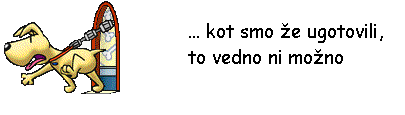 ... kot smo že ugotovili,
to vedno ni možno